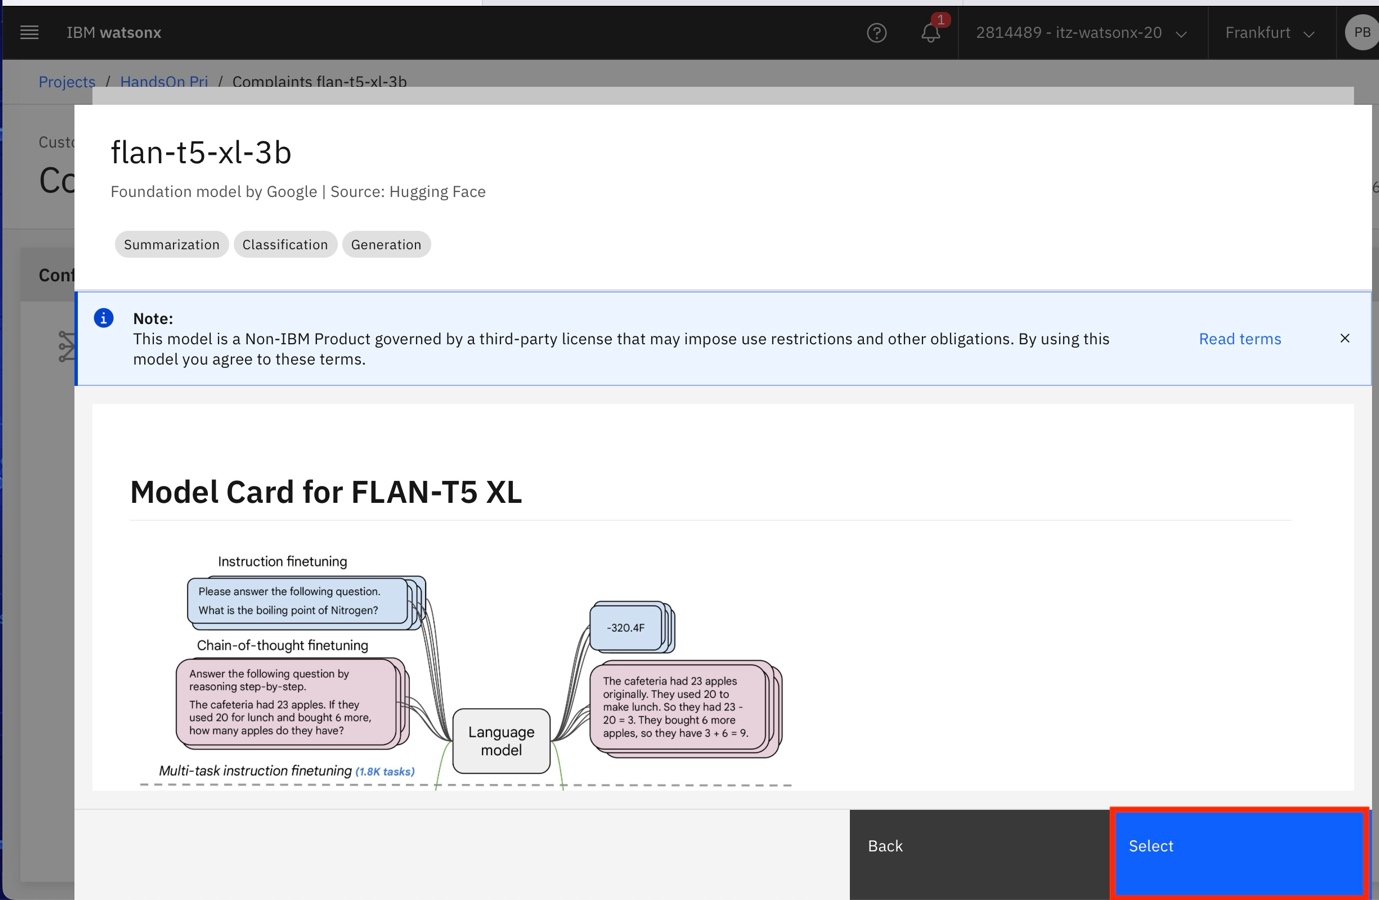 IBM watsonx
1
2814489 - itz-watsonx-20
Frankfurt
PB
Projects / HandsOn Pri / Complaints flan-t5-xl-3b
flan-t5-xl-3b
Foundation model by Google | Source: Hugging Face
Summarization
Classification
Generation
Note:
This model is a Non-IBM Product governed by a third-party license that may impose use restrictions and other obligations. By using this
model you agree to these terms.
Read terms
Model Card for FLAN-T5 XL
Instruction finetuning
Please answer the following question.
What is the boiling point of Nitrogen?
-320.4F
Chain-of-thought finetuning
Answer the following question by
reasoning step-by-step.
The cafeteria had 23 apples. If they
used 20 for lunch and bought 6 more,
how many apples do they have?
Language
model
The cafeteria had 23 apples
originally. They used 20 to
make lunch. So they had 23 -
20 = 3. They bought 6 more
apples, so they have 3 + 6 = 9.
Multi-task instruction finetuning (1.8K tasks)
Back
Select